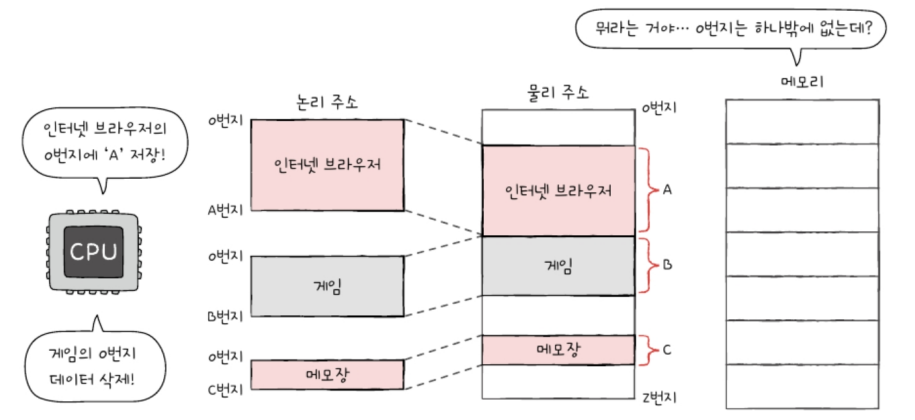 뭐라는 거야… 0번지는 하나밖에 없는데?
메모리
인터넷 브라우저의
0번지에 ‘A’ 저장!
CPU
게임의 0번지
데이터 삭제!
논리 주소
0번지
인터넷 브라우저
A번지
0번지
게임
B번지
0번지
메모장
C번지
물리 주소
0번지
인터넷 브라우저
A
게임
B
메모장
C
Z번지